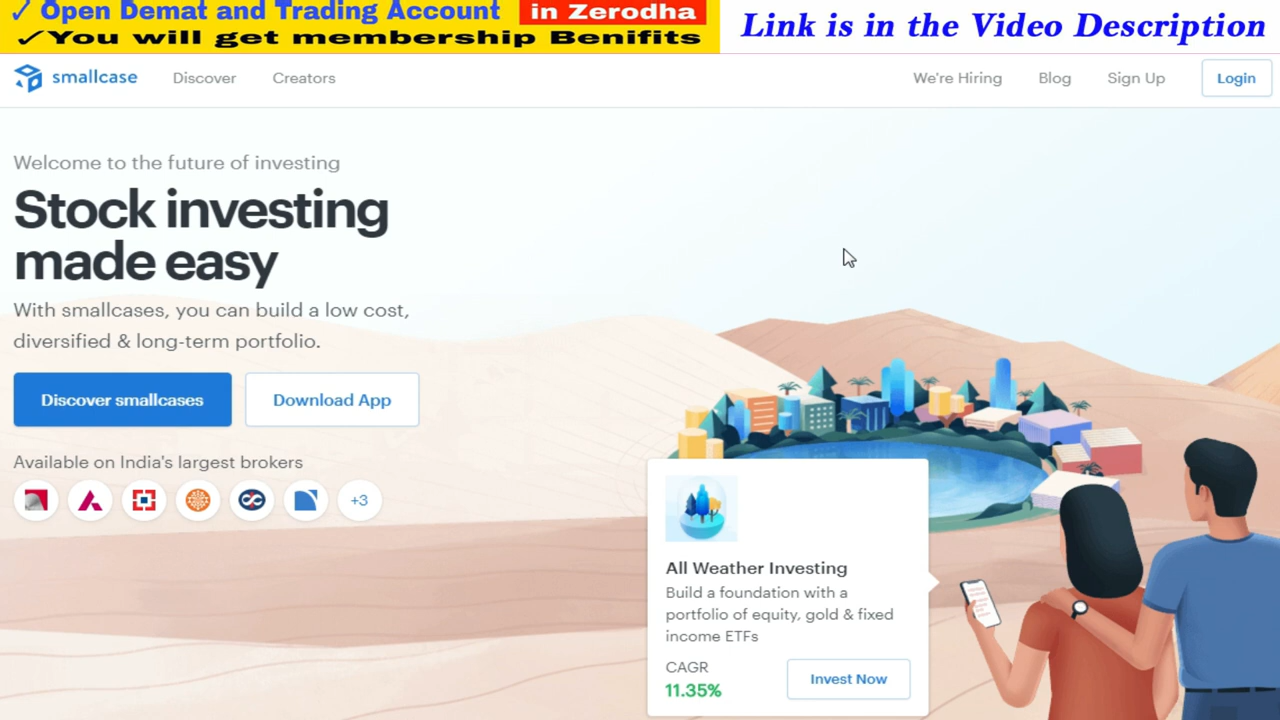 ✓ Open Demat and Trading Account in Zerodha
✓You will get membership Benifits
Link is in the Video Description
smallcase Discover Creators We're Hiring Blog Sign Up Login
Welcome to the future of investing
Stock investing
made easy
With smallcases, you can build a low cost,
diversified & long-term portfolio.
Discover smallcases Download App
Available on India's largest brokers
+3
All Weather Investing
Build a foundation with a
portfolio of equity, gold & fixed
income ETFs
CAGR
11.35%
Invest Now